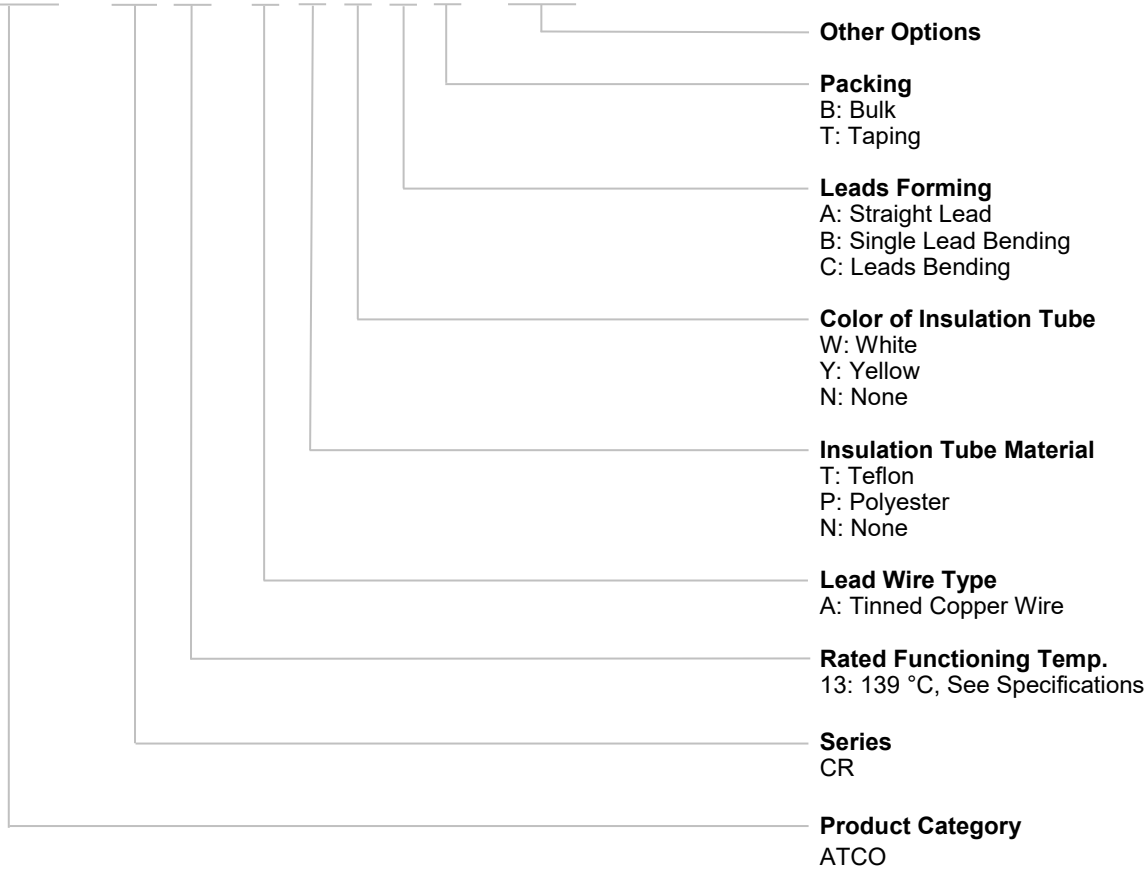 Other Options
Packing
B: Bulk
T: Taping
Leads Forming
A: Straight Lead
B: Single Lead Bending
C: Leads Bending
Color of Insulation Tube
W: White
Y: Yellow
N: None
Insulation Tube Material
T: Teflon
P: Polyester
N: None
Lead Wire Type
A: Tinned Copper Wire
Rated Functioning Temp.
13: 139 °C, See Specifications
Series
CR
Product Category
ATCO